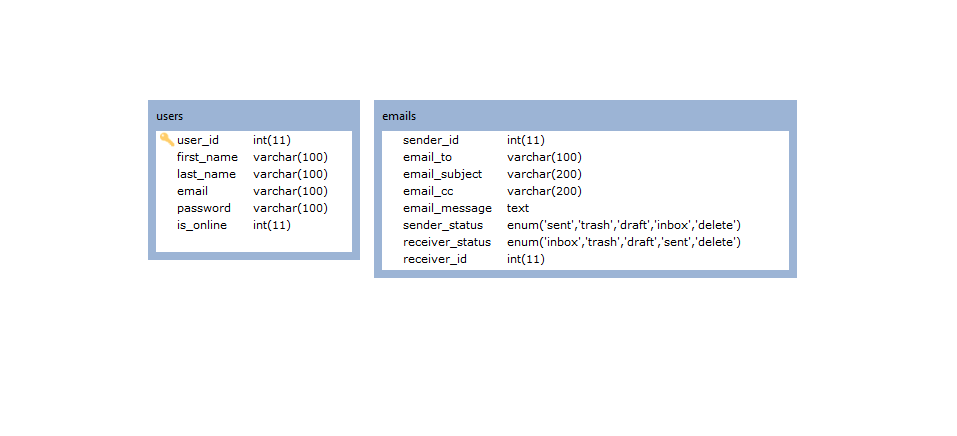 users
user_id int(11)
first_name varchar(100)
last_name varchar(100)
email varchar(100)
password varchar(100)
is_online int(11)
emails
sender_id int(11)
email_to varchar(100)
email_subject varchar(200)
email_cc varchar(200)
email_message text
sender_status enum('sent','trash','draft','inbox','delete')
receiver_status enum('inbox','trash','draft','sent','delete')
receiver_id int(11)